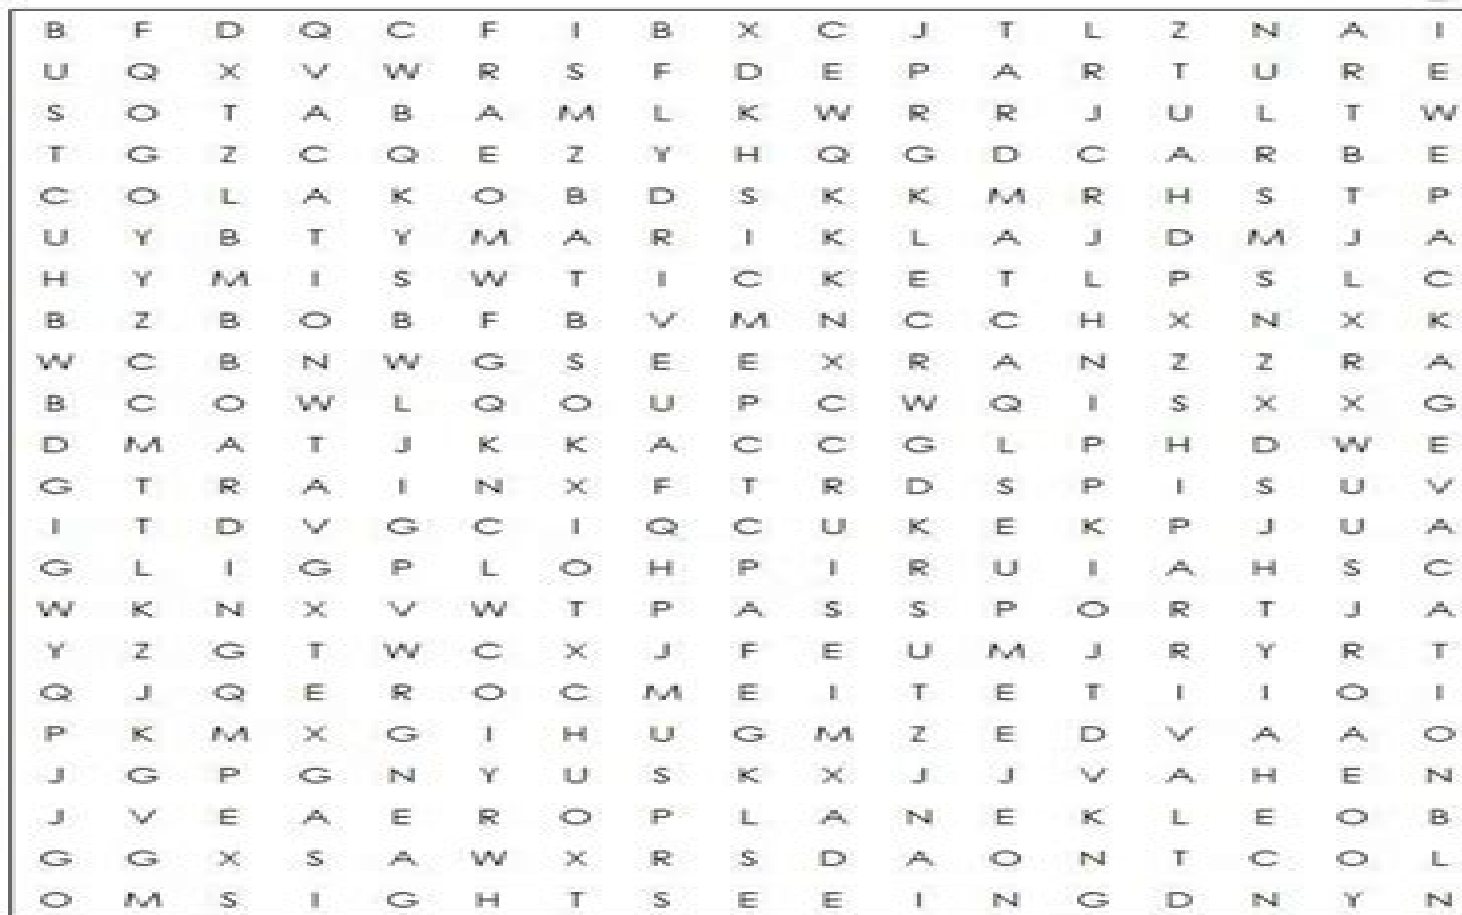 B F D Q C F I B X C J T L Z N A I
U Q X V W R S F D E P A R T U R E
S O T A B A M L K W R R J U L T W
T G Z C Q E Z Y H Q G D C A R B E
C O L A K O B D S K K M R H S T P
U Y B T Y M A R I K L A J D M J A
H Y M I S W T I C K E T L P S L C
B Z B O B F B V M N C C H X N X K
W C B N W G S E E X R A N Z Z R A
B C O W L Q O U P C W Q I S X X G
D M A T J K K A C C G L P H D W E
G T R A I N X F T R D S P I S U V
I T D V G C I Q C U K E K P J U A
G L I G P L O H P I R U I A H S C
W K N X V W T P A S S P O R T J A
Y Z G T W C X J F E U M J R Y R T
Q J Q E R O C M E I T E T I I O I
P K M X G I H U G M Z E D V A A O
J G P G N Y U S K X J J V A H E N
J V E A E R O P L A N E K L E O B
G G X S A W X R S D A O N T C O L
O M S I G H T S E E I N G D N Y N